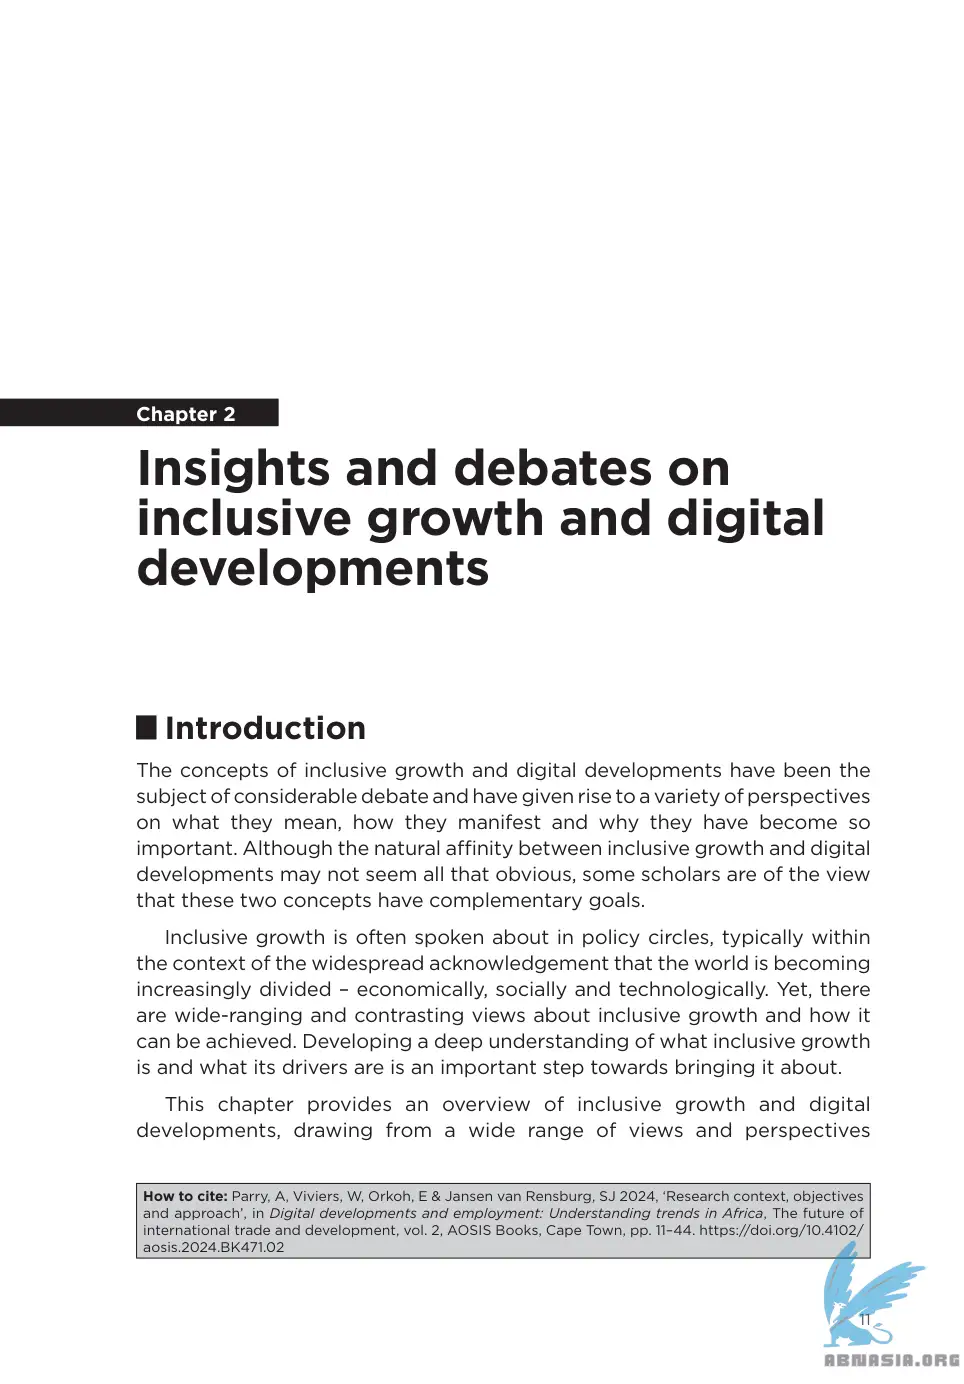 Chapter 2
Insights and debates on
inclusive growth and digital
developments
Introduction
The concepts of inclusive growth and digital developments have been the
subject of considerable debate and have given rise to a variety of perspectives
on what they mean, how they manifest and why they have become so
important. Although the natural affinity between inclusive growth and digital
developments may not seem all that obvious, some scholars are of the view
that these two concepts have complementary goals.
Inclusive growth is often spoken about in policy circles, typically within
the context of the widespread acknowledgement that the world is becoming
increasingly divided – economically, socially and technologically. Yet, there
are wide-ranging and contrasting views about inclusive growth and how it
can be achieved. Developing a deep understanding of what inclusive growth
is and what its drivers are is an important step towards bringing it about.
This chapter provides an overview of inclusive growth and digital
developments, drawing from a wide range of views and perspectives
How to cite: Parry, A, Viviers, W, Orkoh, E & Jansen van Rensburg, SJ 2024, ‘Research context, objectives
and approach’, in Digital developments and employment: Understanding trends in Africa, The future of
international trade and development, vol. 2, AOSIS Books, Cape Town, pp. 11–44. https://doi.org/10.4102/
aosis.2024.BK471.02
11
ABNASIA.ORG